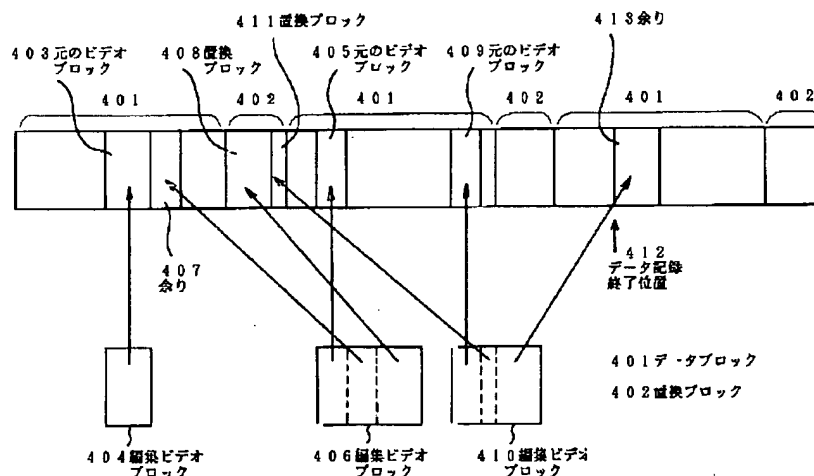 411置換ブロック
413余り
403元のビデオ
ブロック
408置換
ブロック
405元のビデオ
ブロック
409元のビデオ
ブロック
401
402
401
402
401
402
407
余り
412
データ記録
終了位置
401データブロック
402置換ブロック
404編集ビデオ
ブロック
406編集ビデオ
ブロック
410編集ビデオ
ブロック